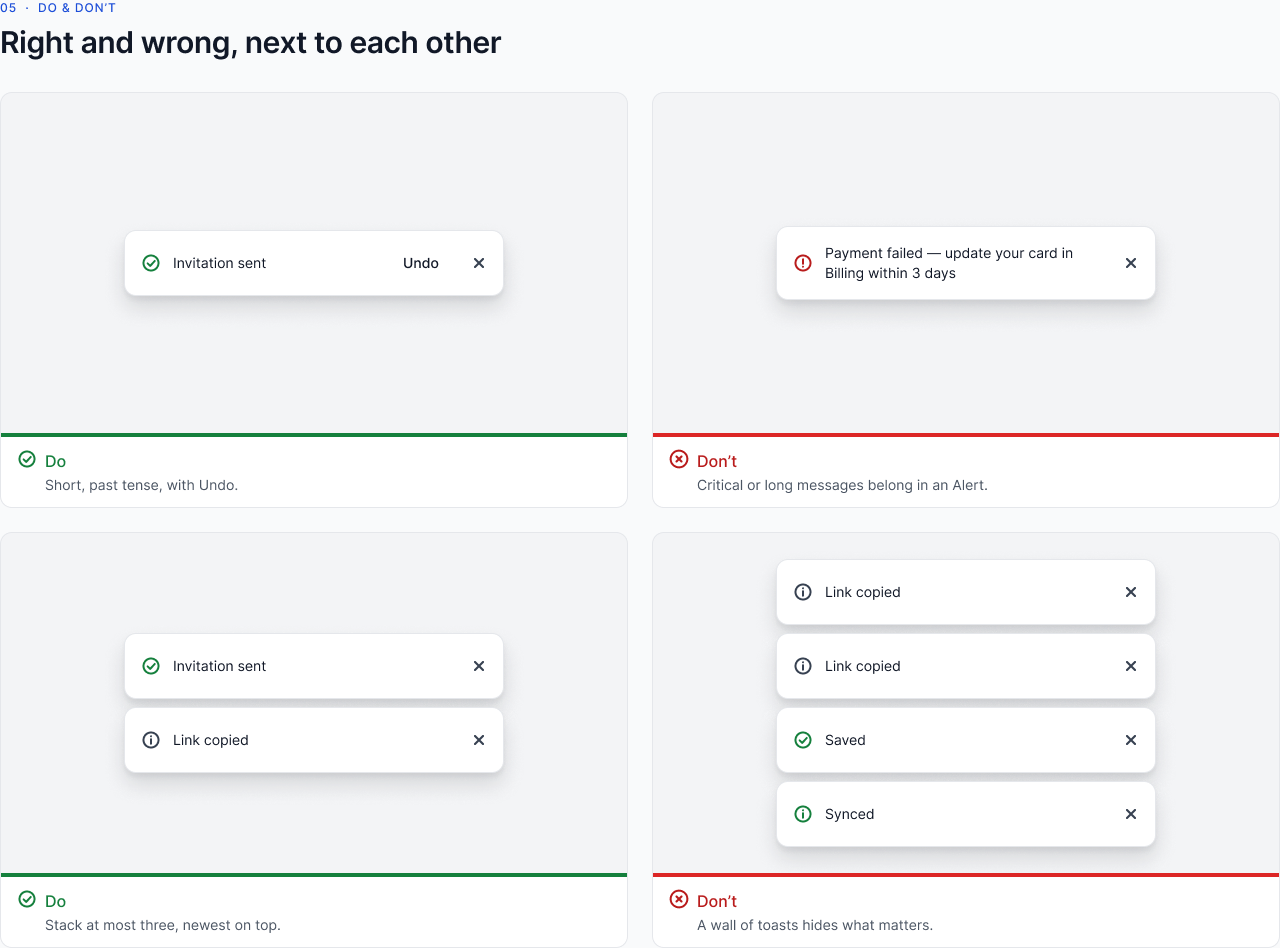 05 · DO & DON’T
Right and wrong, next to each other
Invitation sent Undo
Do
Short, past tense, with Undo.
Payment failed — update your card in
Billing within 3 days
Don’t
Critical or long messages belong in an Alert.
Invitation sent
Link copied
Do
Stack at most three, newest on top.
Link copied
Link copied
Saved
Synced
Don’t
A wall of toasts hides what matters.